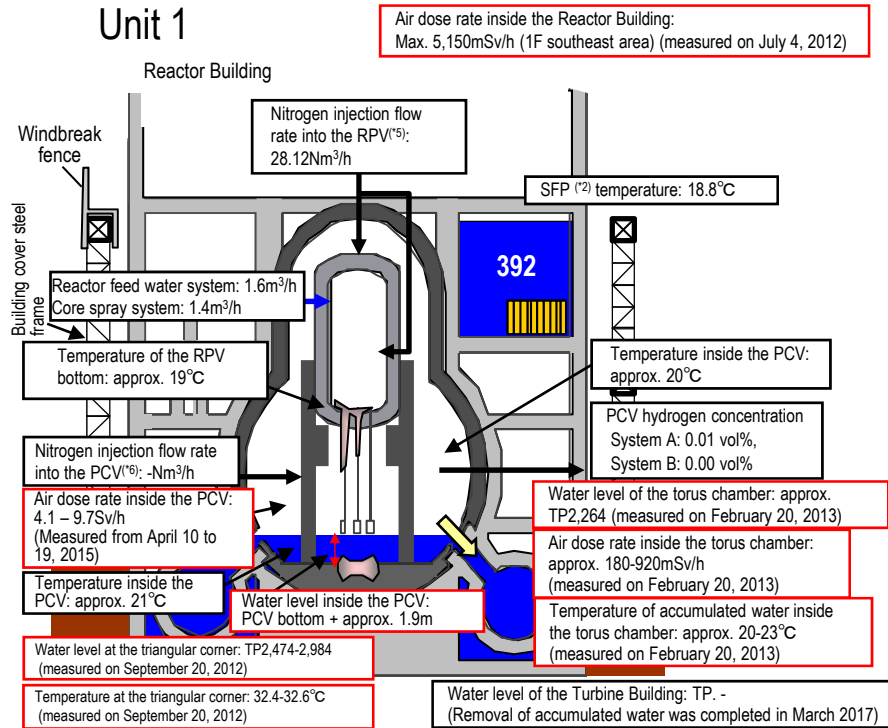 Unit 1
Air dose rate inside the Reactor Building:
Max. 5,150mSv/h (1F southeast area) (measured on July 4, 2012)
Reactor Building
Nitrogen injection flow
rate into the RPV(*5):
28.12Nm³/h
Windbreak
fence
SFP (*2) temperature: 18.8℃
392
Building cover steel
frame
Reactor feed water system: 1.6m³/h
Core spray system: 1.4m³/h
Temperature of the RPV
bottom: approx. 19℃
Temperature inside the PCV:
approx. 20℃
PCV hydrogen concentration
System A: 0.01 vol%,
System B: 0.00 vol%
Nitrogen injection flow rate
into the PCV(*6): -Nm³/h
Air dose rate inside the PCV:
4.1 – 9.7Sv/h
(Measured from April 10 to
19, 2015)
Water level of the torus chamber: approx.
TP2,264 (measured on February 20, 2013)
Air dose rate inside the torus chamber:
approx. 180-920mSv/h
(measured on February 20, 2013)
Temperature inside the
PCV: approx. 21℃
Water level inside the PCV:
PCV bottom + approx. 1.9m
Temperature of accumulated water inside
the torus chamber: approx. 20-23℃
(measured on February 20, 2013)
Water level at the triangular corner: TP2,474-2,984
(measured on September 20, 2012)
Temperature at the triangular corner: 32.4-32.6℃
(measured on September 20, 2012)
Water level of the Turbine Building: TP. -
(Removal of accumulated water was completed in March 2017)